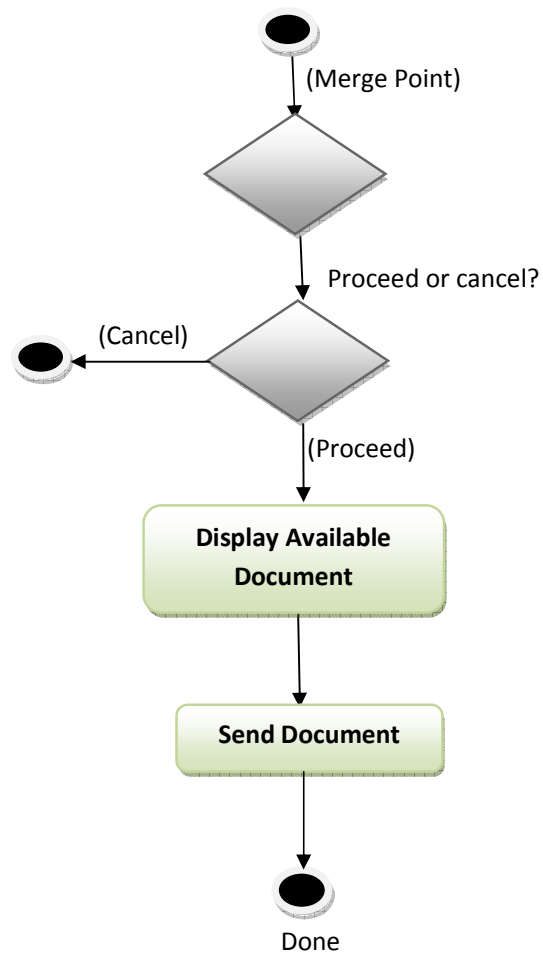 (Merge Point)
Proceed or cancel?
(Cancel)
(Proceed)
Display Available
Document
Send Document
Done